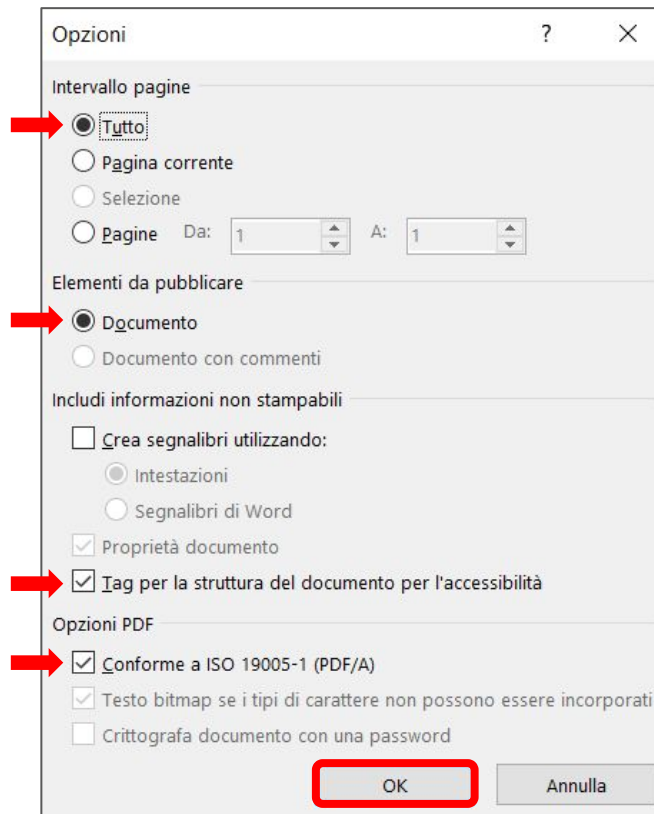 Opzioni ?
Intervallo pagine
Tutto
Pagina corrente
Selezione
Pagine Da: 1 A: 1
Elementi da pubblicare
Documento
Documento con commenti
Includi informazioni non stampabili
Crea segnalibri utilizzando:
Intestazioni
Segnalibri di Word
Proprietà documento
Tag per la struttura del documento per l'accessibilità
Opzioni PDF
Conforme a ISO 19005-1 (PDF/A)
Testo bitmap se i tipi di carattere non possono essere incorporati
Crittografa documento con una password
OK Annulla